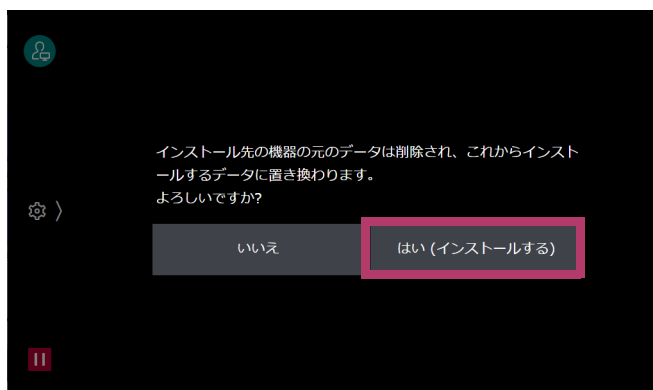 インストール先の機器の元のデータは削除され、これからインスト
ールするデータに置き換わります。
よろしいですか?
いいえ
はい (インストールする)